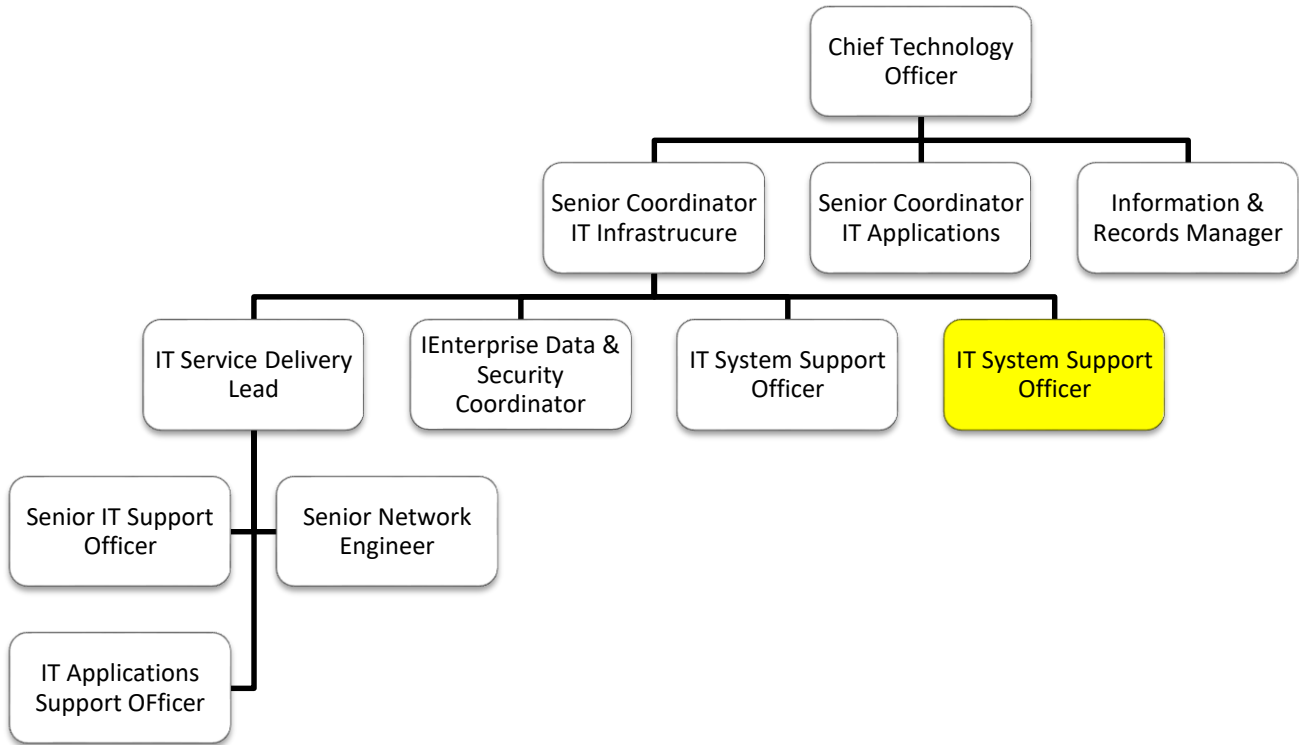 Chief Technology
Officer
Senior Coordinator
IT Infrastrucure
Senior Coordinator
IT Applications
Information &
Records Manager
IT Service Delivery
Lead
IEnterprise Data &
Security
Coordinator
IT System Support
Officer
IT System Support
Officer
Senior IT Support
Officer
Senior Network
Engineer
IT Applications
Support OFficer